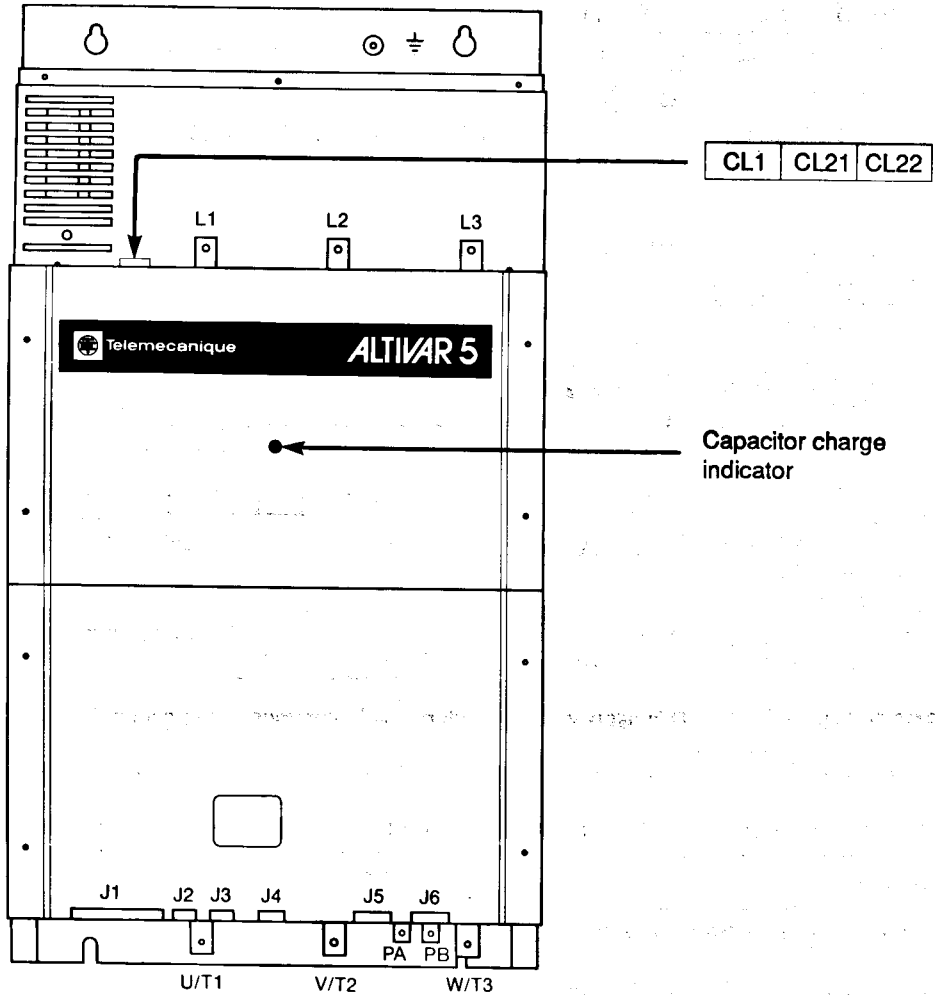 CL1 CL21 CL22
L1 L2 L3
Telemecanique ALTIVAR 5
Capacitor charge
indicator
J1 J2 J3 J4 J5 J6
PA PB
U/T1 V/T2 W/T3